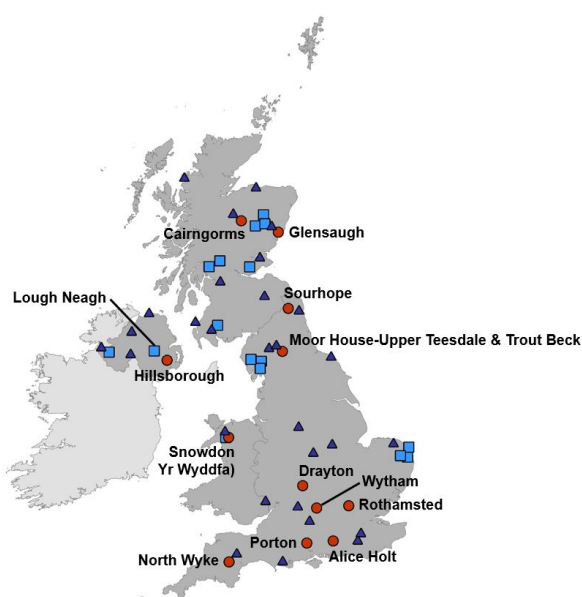 Cairngorms
Glensaugh
Lough Neagh
Sourhope
Moor House-Upper Teesdale & Trout Beck
Hillsborough
Snowdon
Yr Wyddfa)
Drayton
Wytham
Rothamsted
Porton
Alice Holt
North Wyke